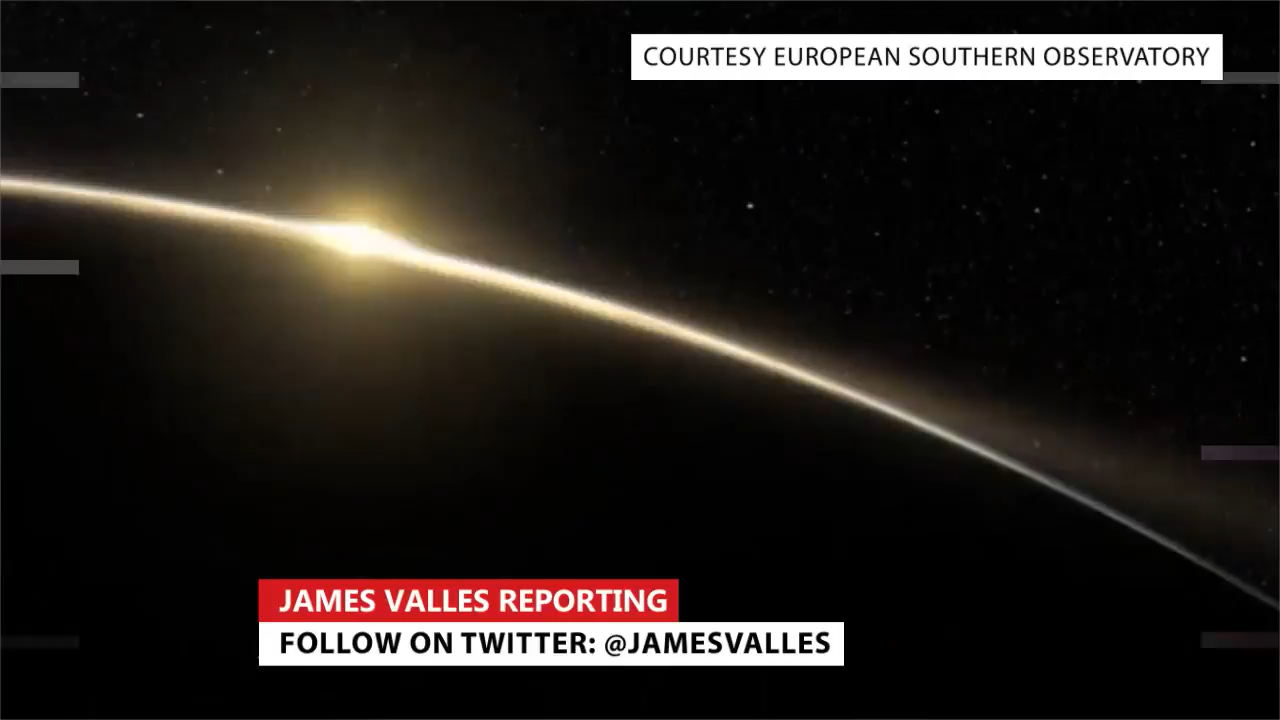 COURTESY EUROPEAN SOUTHERN OBSERVATORY
JAMES VALLES REPORTING
FOLLOW ON TWITTER: @JAMESVALLES